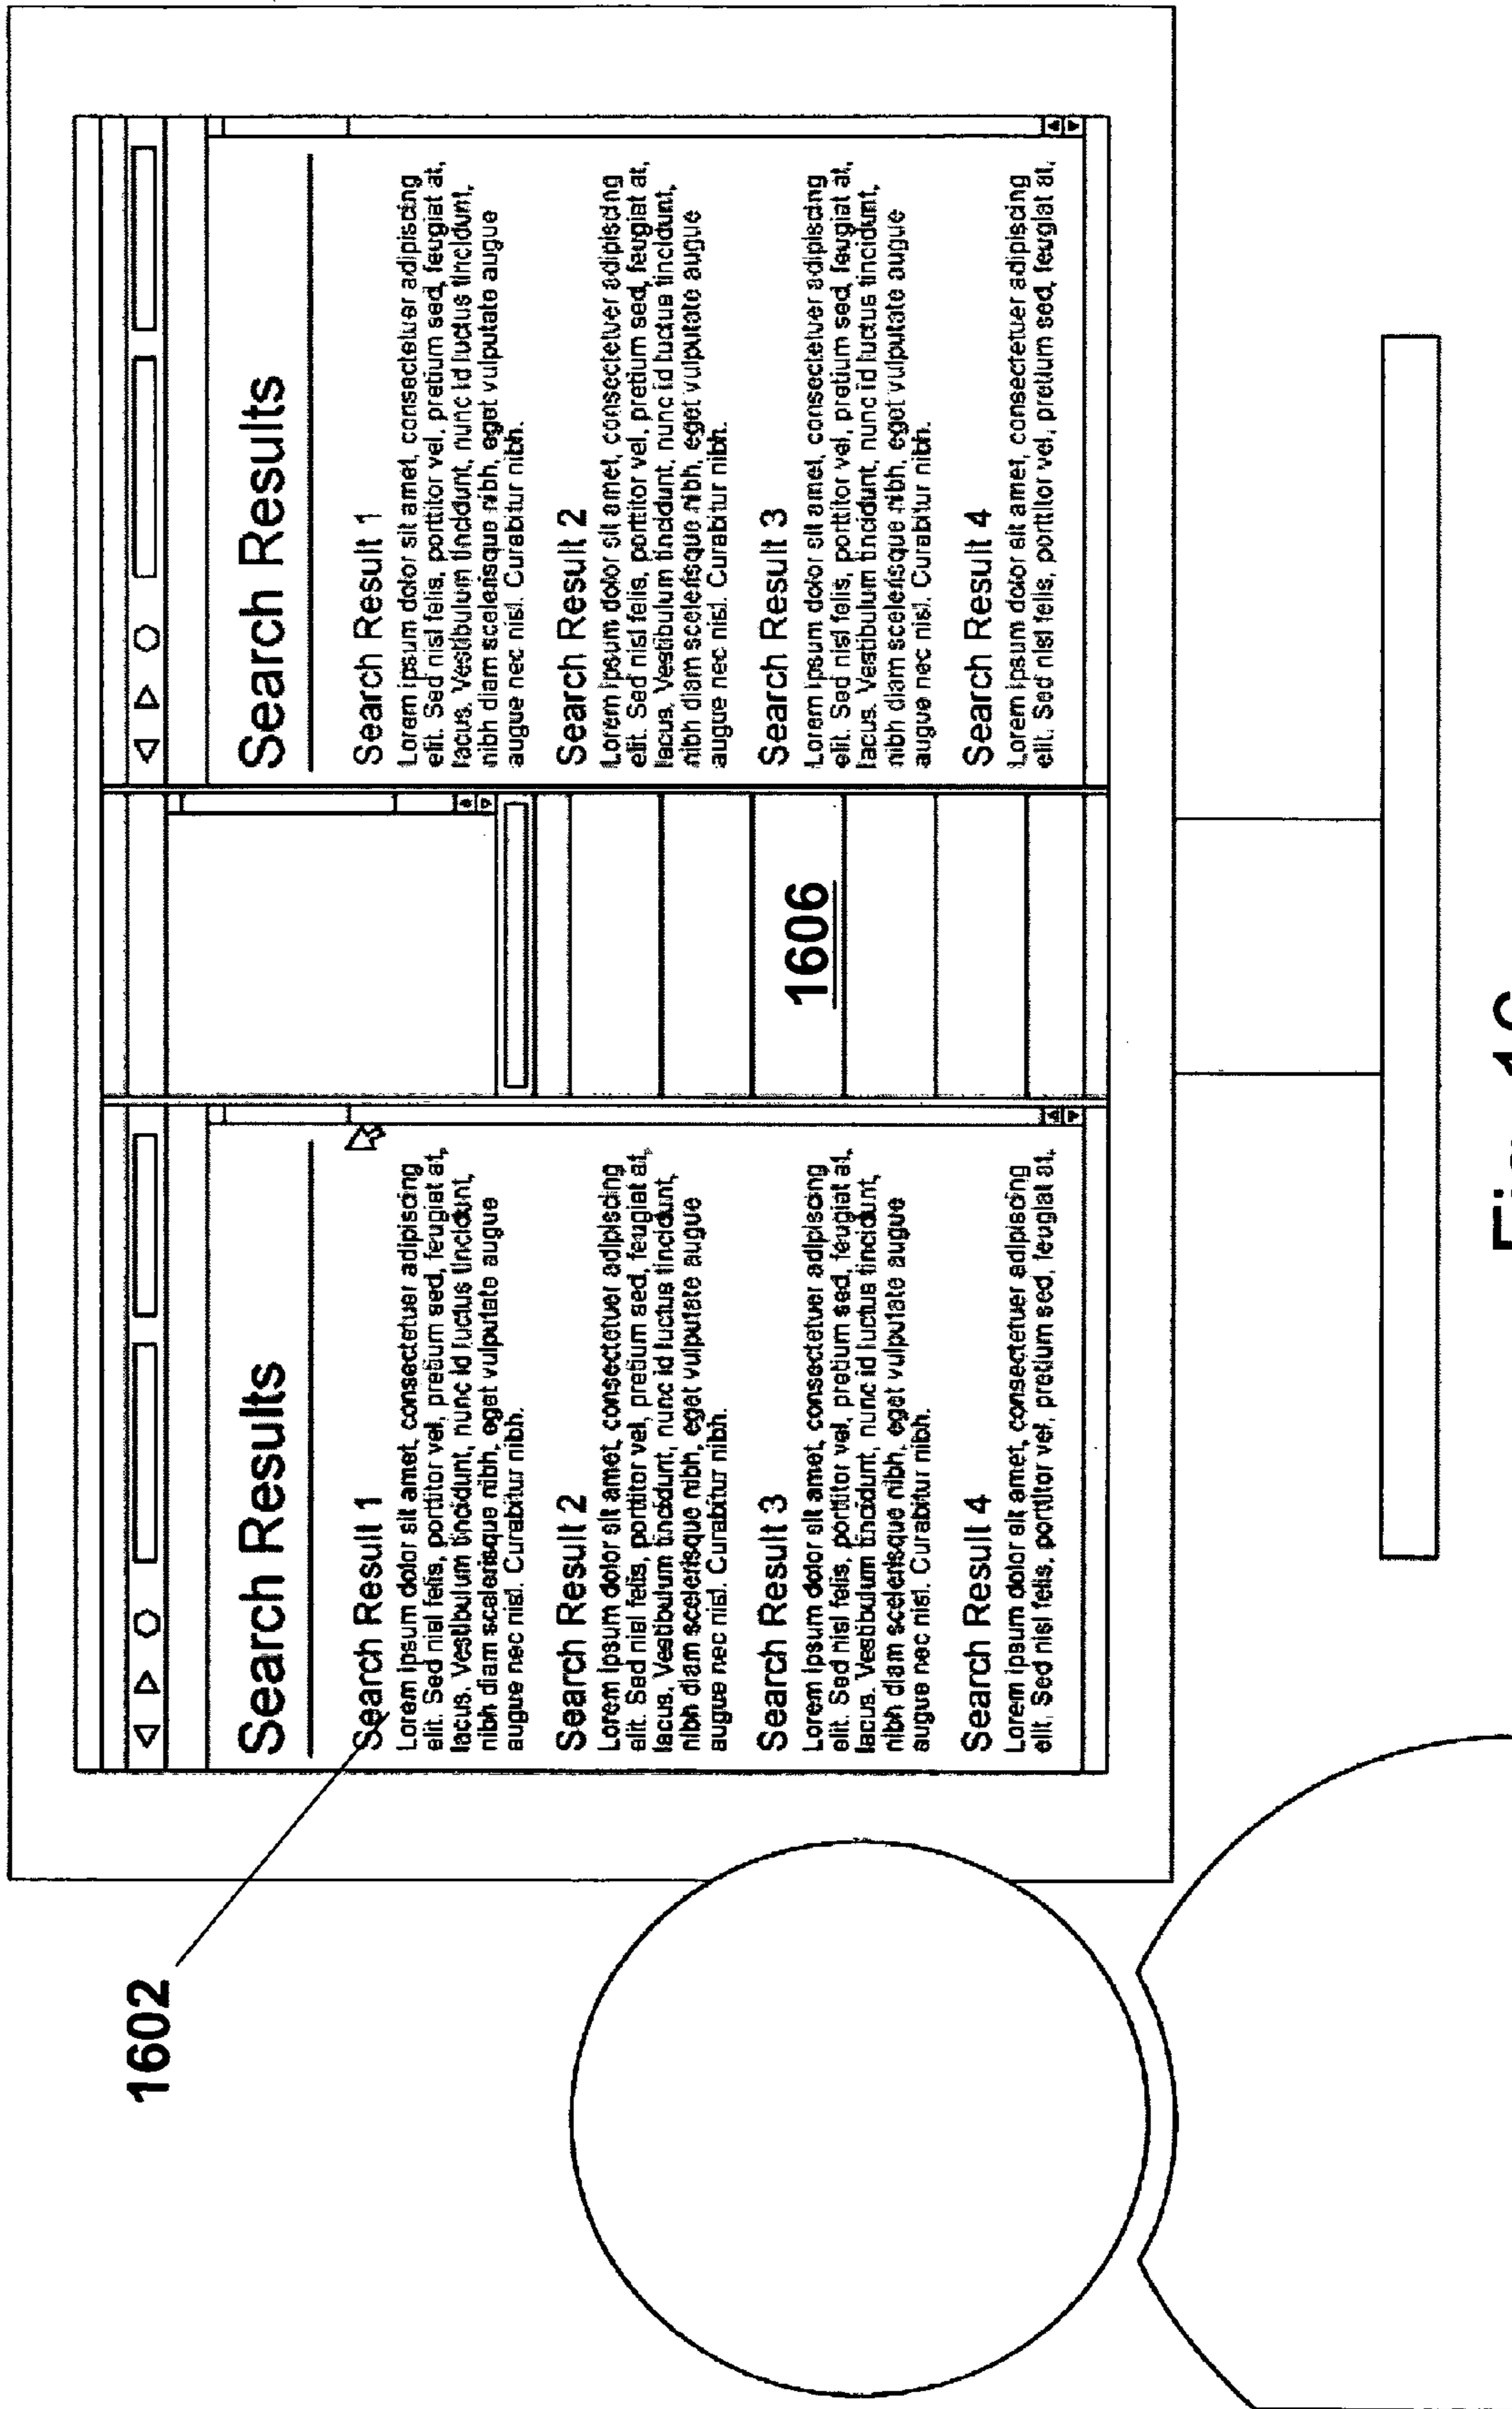 1602
Search Results
Search Result 1
Lorem ipsum dolor sit amet, consectetuer adipiscing
elit. Sed nisl felis, porttitor vel, pretium sed, feugiat at,
lacus. Vestibulum tincidunt, nunc id luctus tincidunt,
nibh diam scelerisque nibh, eget vulputate augue
augue nec nisl. Curabitur nibh.
Search Result 2
Lorem ipsum dolor sit amet, consectetuer adipiscing
elit. Sed nisl felis, porttitor vel, pretium sed, feugiat at,
lacus. Vestibulum tincidunt, nunc id luctus tincidunt,
nibh diam scelerisque nibh, eget vulputate augue
augue nec nisl. Curabitur nibh.
Search Result 3
Lorem ipsum dolor sit amet, consectetuer adipiscing
elit. Sed nisl felis, porttitor vel, pretium sed, feugiat at,
lacus. Vestibulum tincidunt, nunc id luctus tincidunt,
nibh diam scelerisque nibh, eget vulputate augue
augue nec nisl. Curabitur nibh.
Search Result 4
Lorem ipsum dolor sit amet, consectetuer adipiscing
elit. Sed nisl felis, porttitor vel, pretium sed, feugiat at,
1606
Search Results
Search Result 1
Lorem ipsum dolor sit amet, consectetuer adipiscing
elit. Sed nisl felis, porttitor vel, pretium sed, feugiat at,
lacus. Vestibulum tincidunt, nunc id luctus tincidunt,
nibh diam scelerisque nibh, eget vulputate augue
augue nec nisl. Curabitur nibh.
Search Result 2
Lorem ipsum dolor sit amet, consectetuer adipiscing
elit. Sed nisl felis, porttitor vel, pretium sed, feugiat at,
lacus. Vestibulum tincidunt, nunc id luctus tincidunt,
nibh diam scelerisque nibh, eget vulputate augue
augue nec nisl. Curabitur nibh.
Search Result 3
Lorem ipsum dolor sit amet, consectetuer adipiscing
elit. Sed nisl felis, porttitor vel, pretium sed, feugiat at,
lacus. Vestibulum tincidunt, nunc id luctus tincidunt,
nibh diam scelerisque nibh, eget vulputate augue
augue nec nisl. Curabitur nibh.
Search Result 4
Lorem ipsum dolor sit amet, consectetuer adipiscing
elit. Sed nisl felis, porttitor vel, pretium sed, feugiat at,